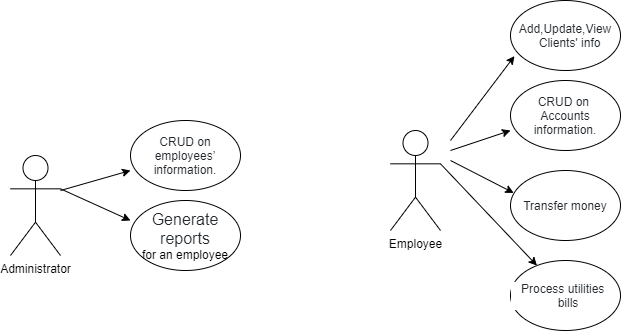 CRUD on
employees'
information.
Generate
reports
for an employee
Administrator
Add,Update,View
Clients' info
CRUD on
Accounts
information.
Transfer money
Process utilities
bills
Employee